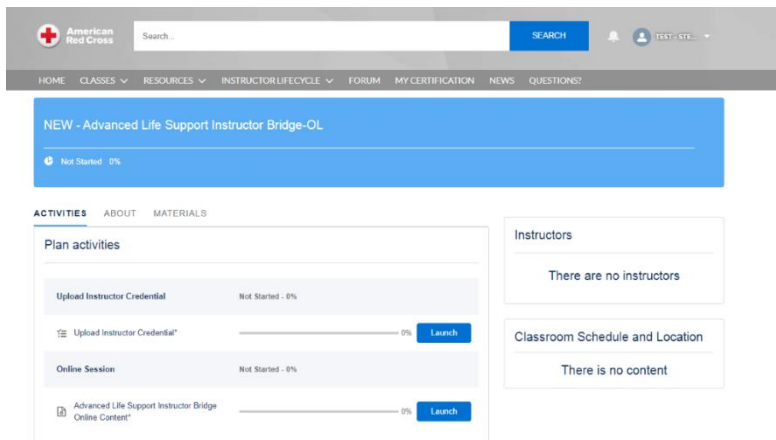 American
Red Cross
Search...
SEARCH
TEST - STE...
HOME CLASSES RESOURCES INSTRUCTOR LIFECYCLE FORUM MY CERTIFICATION NEWS QUESTIONS?
NEW - Advanced Life Support Instructor Bridge-OL
Not Started 0%
ACTIVITIES ABOUT MATERIALS
Plan activities
Upload Instructor Credential Not Started - 0%
Upload Instructor Credential* 0% Launch
Online Session Not Started - 0%
Advanced Life Support Instructor Bridge
Online Content* 0% Launch
Instructors
There are no instructors
Classroom Schedule and Location
There is no content